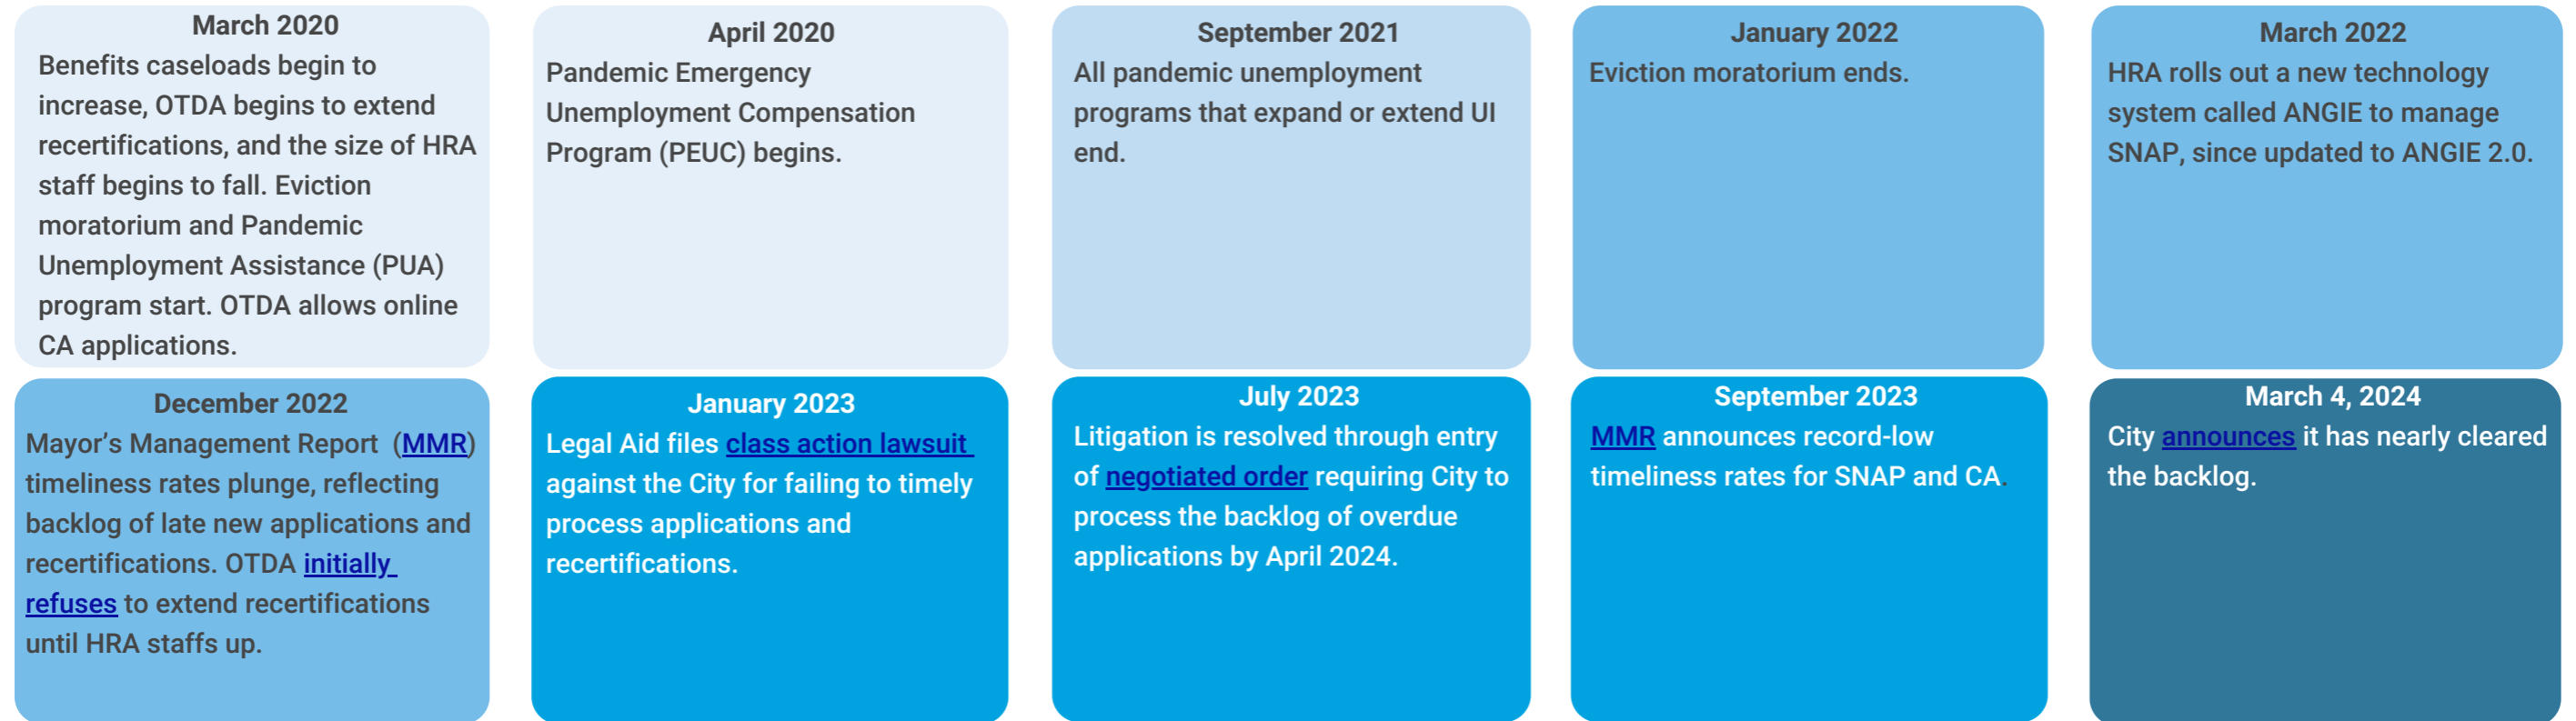 March 2020
Benefits caseloads begin to
increase, OTDA begins to extend
recertifications, and the size of HRA
staff begins to fall. Eviction
moratorium and Pandemic
Unemployment Assistance (PUA)
program start. OTDA allows online
CA applications.
April 2020
Pandemic Emergency
Unemployment Compensation
Program (PEUC) begins.
September 2021
All pandemic unemployment
programs that expand or extend UI
end.
January 2022
Eviction moratorium ends.
March 2022
HRA rolls out a new technology
system called ANGIE to manage
SNAP, since updated to ANGIE 2.0.
December 2022
Mayor’s Management Report (MMR)
timeliness rates plunge, reflecting
backlog of late new applications and
recertifications. OTDA initially
refuses to extend recertifications
until HRA staffs up.
January 2023
Legal Aid files class action lawsuit
against the City for failing to timely
process applications and
recertifications.
July 2023
Litigation is resolved through entry
of negotiated order requiring City to
process the backlog of overdue
applications by April 2024.
September 2023
MMR announces record-low
timeliness rates for SNAP and CA.
March 4, 2024
City announces it has nearly cleared
the backlog.